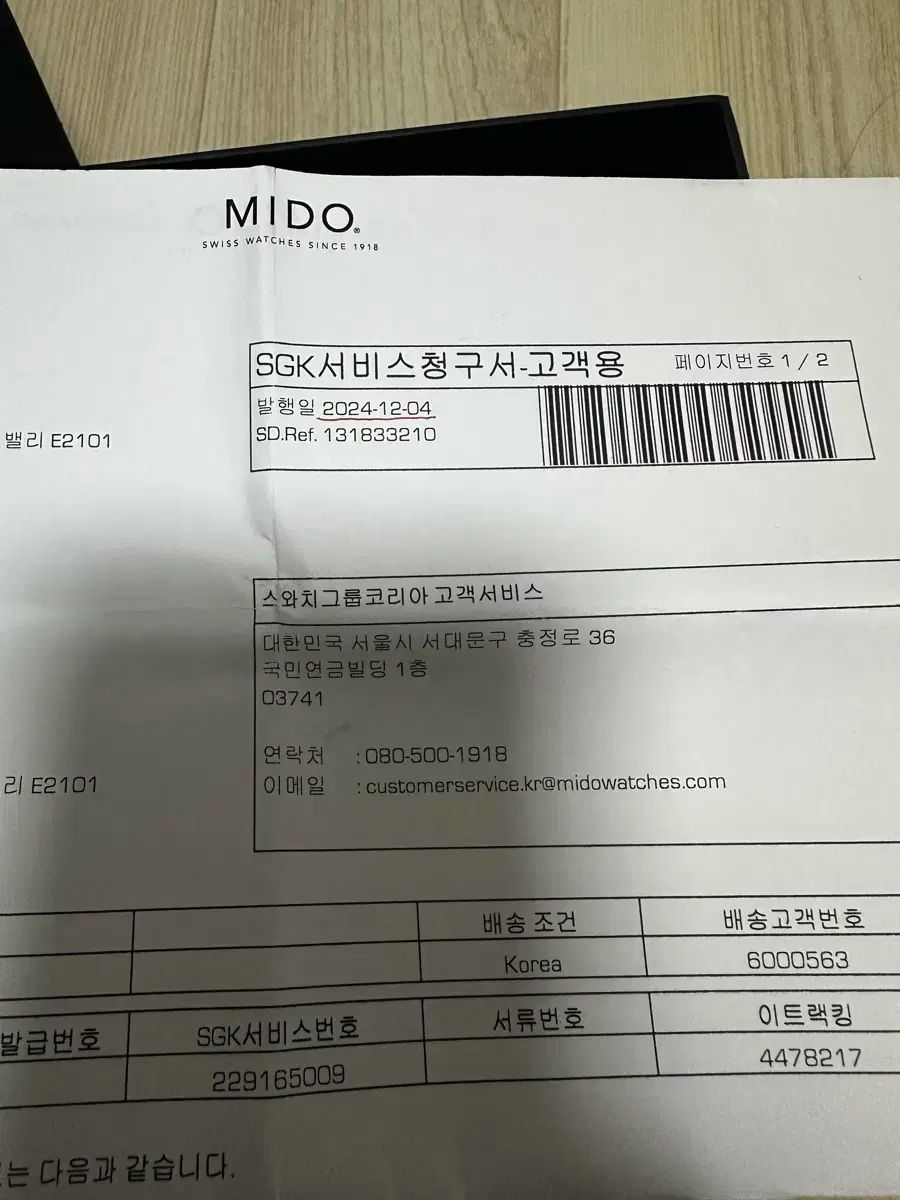 MIDO®
SWISS WATCHES SINCE 1918
SGK서비스청구서-고객용 페이지번호 1 / 2
발행일 2024-12-04
SD.Ref. 131833210
밸리 E2101
스와치그룹코리아 고객서비스
대한민국 서울시 서대문구 충정로 36
국민연금빌딩 1층
03741
연락처 : 080-500-1918
리 E2101
이메일 : customerservice.kr@midowatches.com
배송 조건 배송고객번호
Korea 6000563
발급번호 SGK서비스번호 서류번호 이트랙킹
229165009 4478217
는 다음과 같습니다.